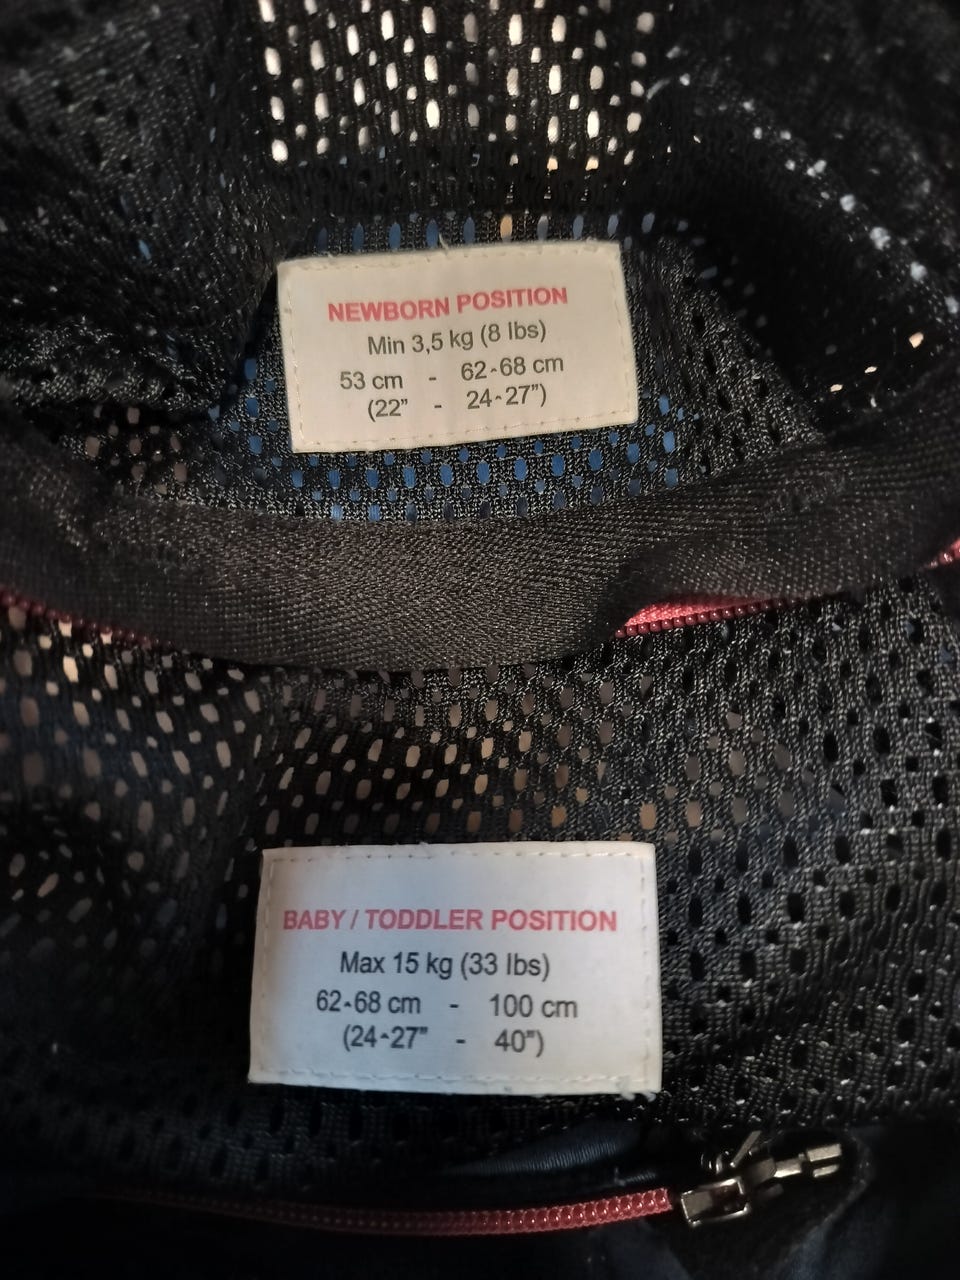 NEWBORN POSITION
Min 3,5 kg (8 lbs)
53 cm - 62-68 cm
(22" - 24-27")
BABY / TODDLER POSITION
Max 15 kg (33 lbs)
62-68 cm - 100 cm
(24-27" - 40")